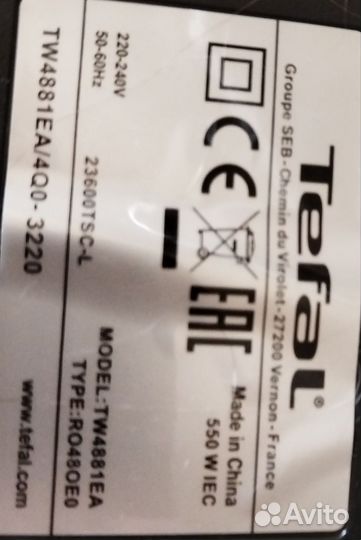 Tefal®
Groupe SEB - Chemin du Virolet - 27200 Vernon - France
CE EAC
Made in China
550 W IEC
220-240V
50-60Hz
23600TSC-L
MODEL: TW4881EA
TYPE: RO480E0
TW4881EA/4Q0- 3220
www.tefal.com
Avito